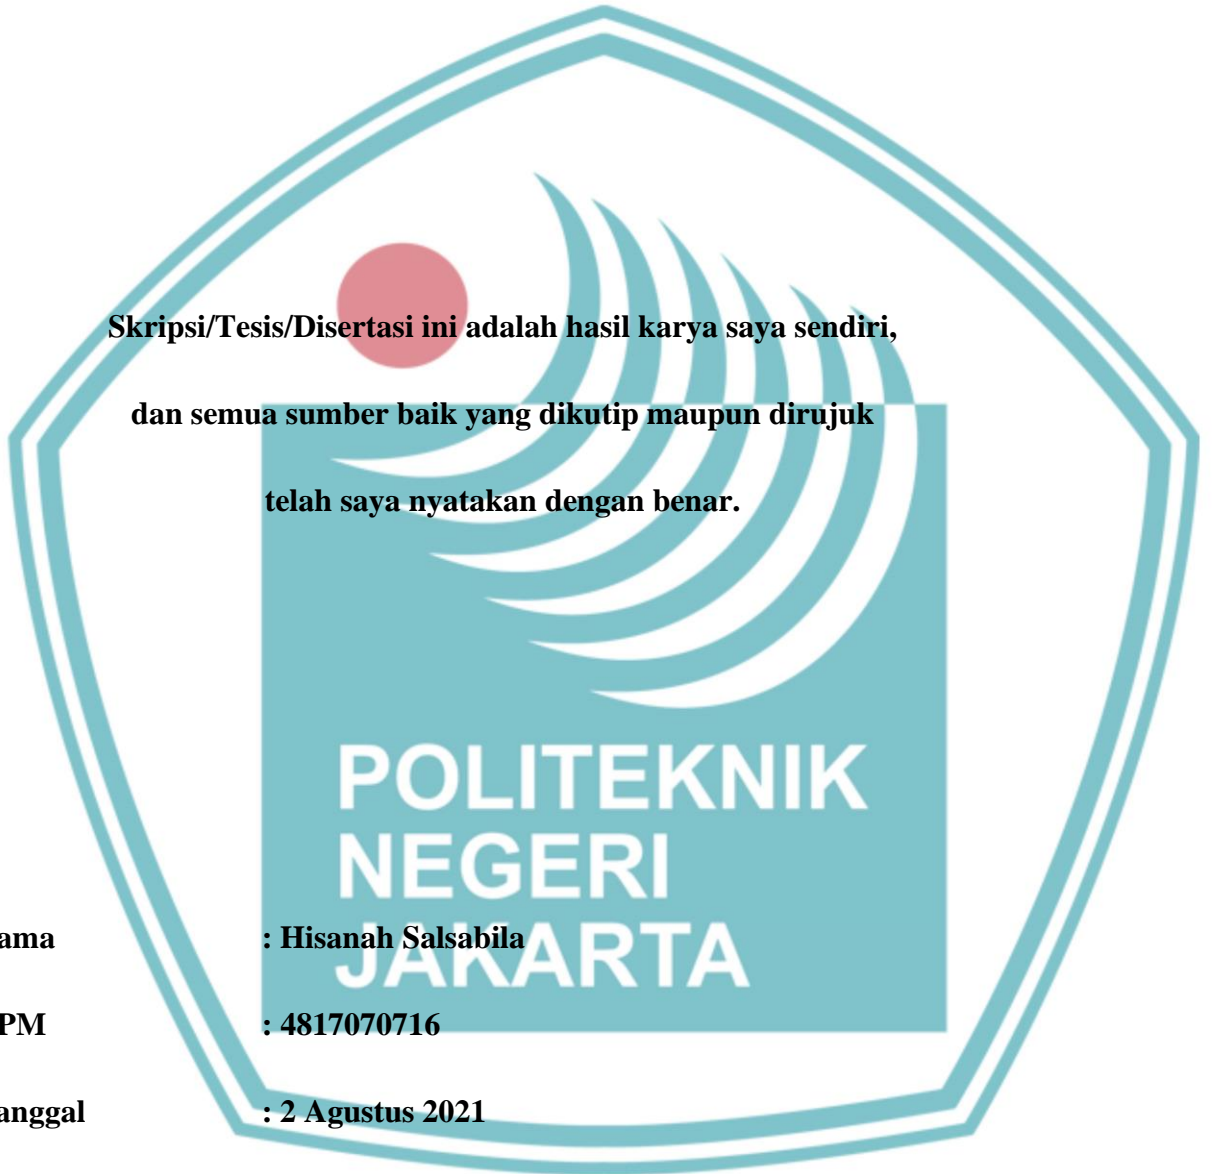 Skripsi/Tesis/Disertasi ini adalah hasil karya saya sendiri,
dan semua sumber baik yang dikutip maupun dirujuk
telah saya nyatakan dengan benar.
POLITEKNIK
NEGERI
JAKARTA
ama : Hisanah Salsabila
PM : 4817070716
anggal : 2 Agustus 2021